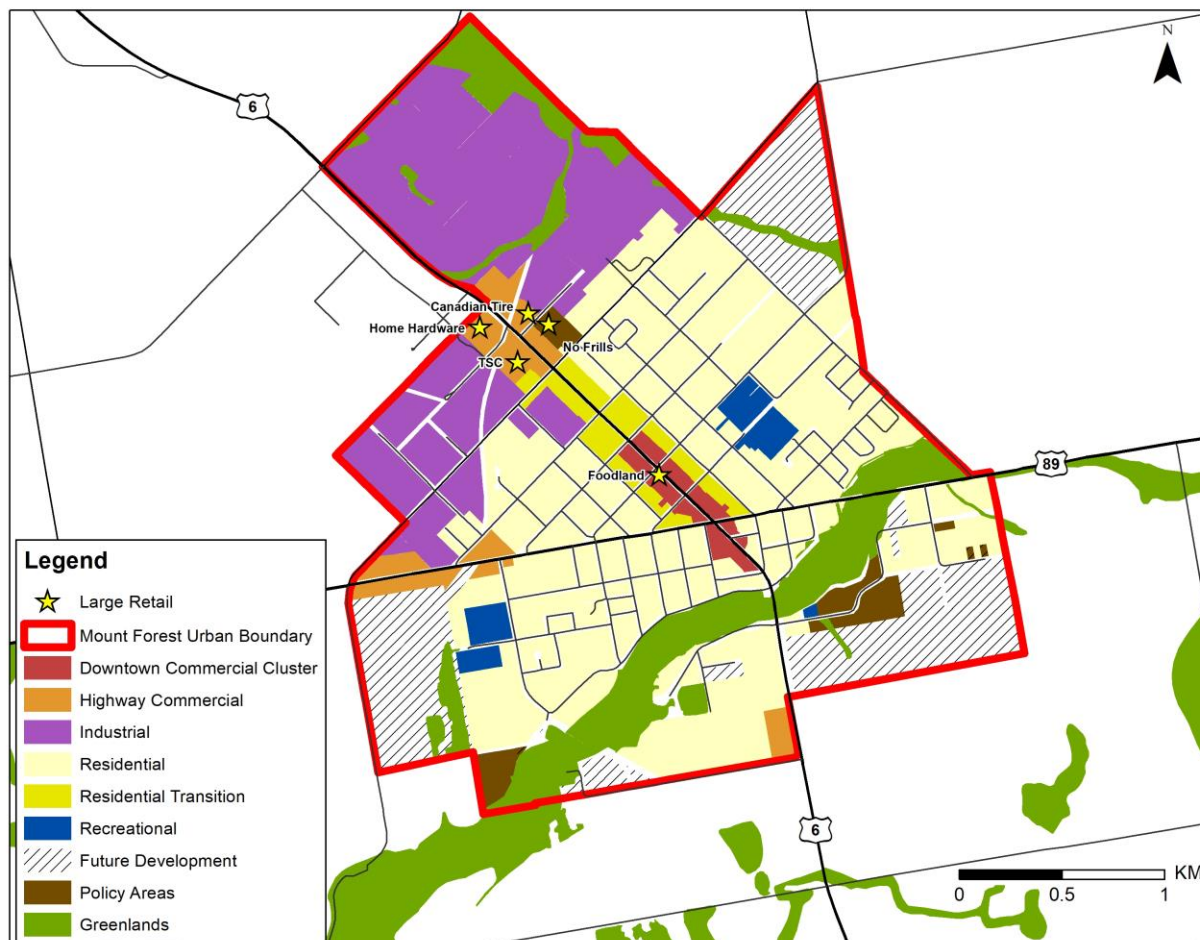 N
6
Canadian Tire
Home Hardware
No Frills
TSC
Foodland
89
Legend
Large Retail
Mount Forest Urban Boundary
Downtown Commercial Cluster
Highway Commercial
Industrial
Residential
Residential Transition
Recreational
Future Development
Policy Areas
Greenlands
6
KM
0 0.5 1